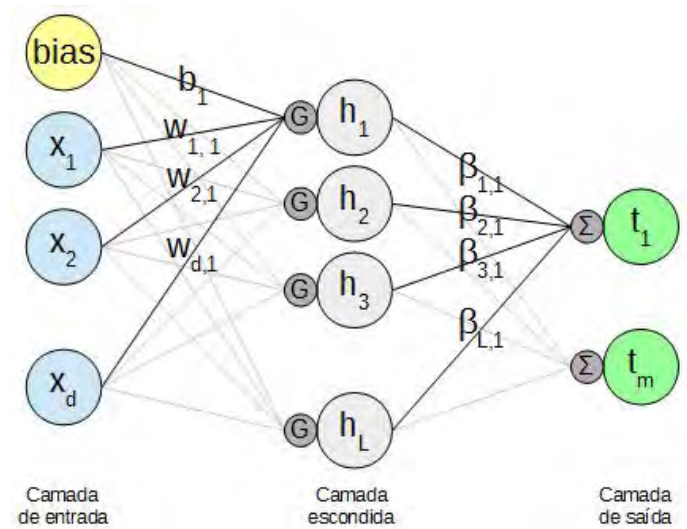 bias
b1
G
h1
x1
w1, 1
w2,1
β1,1
G
h2
β2,1
Σ
t1
x2
wd,1
β3,1
G
h3
βL,1
xd
Σ
tm
G
hL
Camada
de entrada
Camada
escondida
Camada
de saída